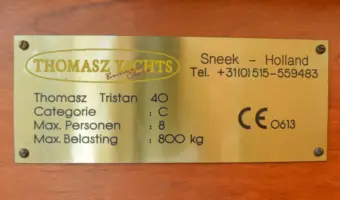 THOMASZ YACHTS
Sneek - Holland
Tel. +31(0)515-559483
Thomasz Tristan 40
Categorie : C
Max. Personen : 8
Max. Belasting : 800 kg
CE 0613